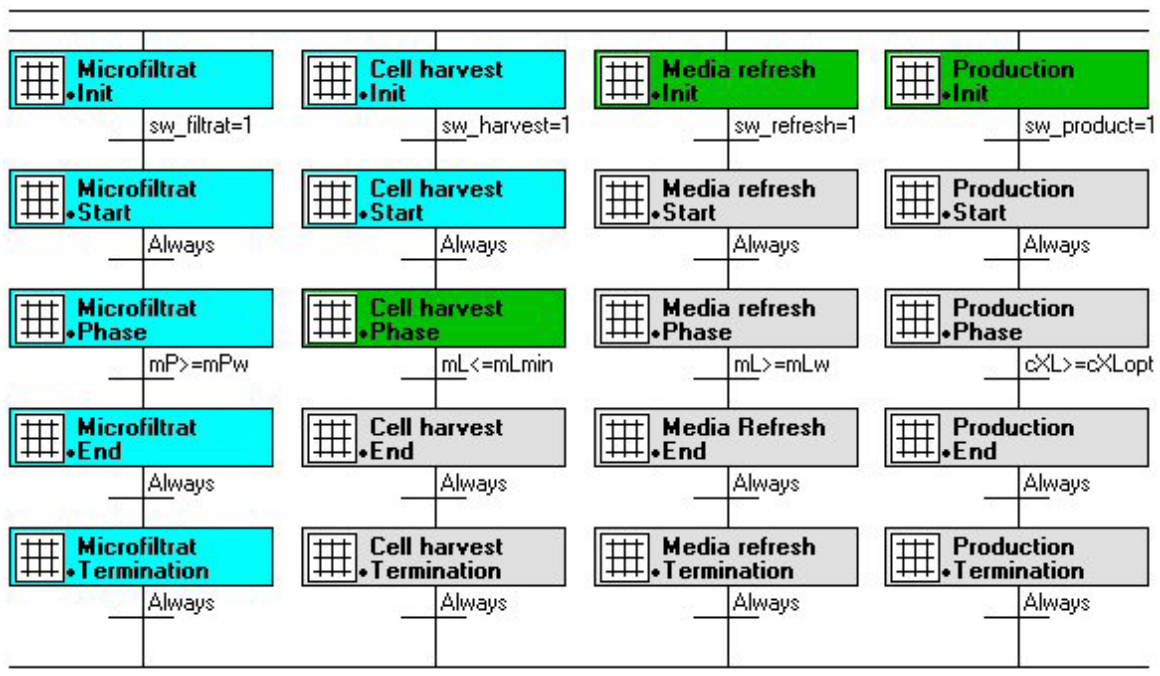 Microfiltrat
•Init
Cell harvest
•Init
Media refresh
•Init
Production
•Init
sw_filtrat=1
sw_harvest=1
sw_refresh=1
sw_product=1
Microfiltrat
•Start
Cell harvest
•Start
Media refresh
•Start
Production
•Start
Always
Always
Always
Always
Microfiltrat
•Phase
Cell harvest
•Phase
Media refresh
•Phase
Production
•Phase
mP>=mPw
mL<=mLmin
mL>=mLw
cXL>=cXLopt
Microfiltrat
•End
Cell harvest
•End
Media Refresh
•End
Production
•End
Always
Always
Always
Always
Microfiltrat
•Termination
Cell harvest
•Termination
Media refresh
•Termination
Production
•Termination
Always
Always
Always
Always